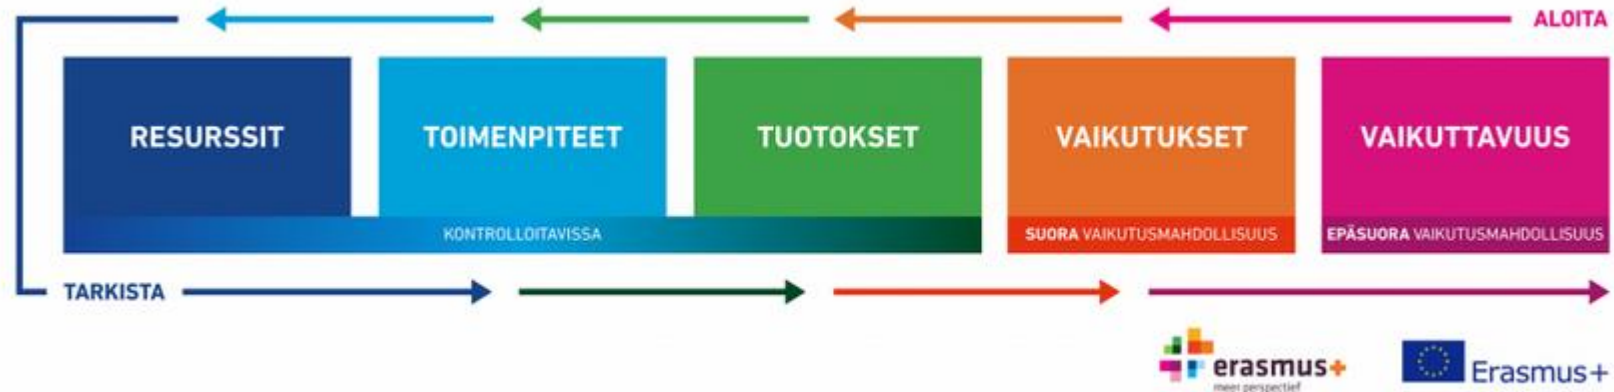 ALOITA
RESURSSIT
TOIMENPITEET
TUOTOKSET
VAIKUTUKSET
VAIKUTTAVUUS
KONTROLLOITAVISSA
SUORA VAIKUTUSMAHDOLLISUUS
EPÄSUORA VAIKUTUSMAHDOLLISUUS
TARKISTA
erasmus+
meer perspectief
Erasmus+